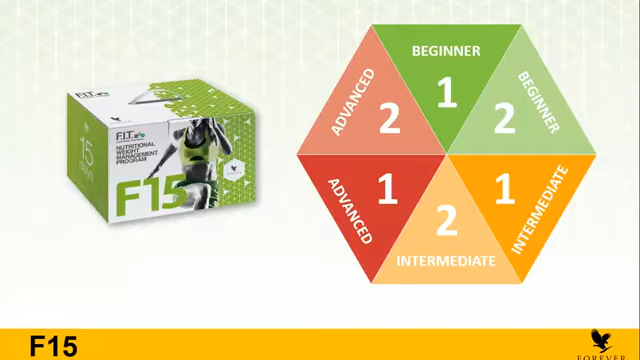 F.I.T.
F.I.T.
NUTRITIONAL
WEIGHT
MANAGEMENT
PROGRAM
F15
15
days
BEGINNER
1
BEGINNER
2
INTERMEDIATE
1
INTERMEDIATE
2
ADVANCED
1
ADVANCED
2
F15
FOREVER